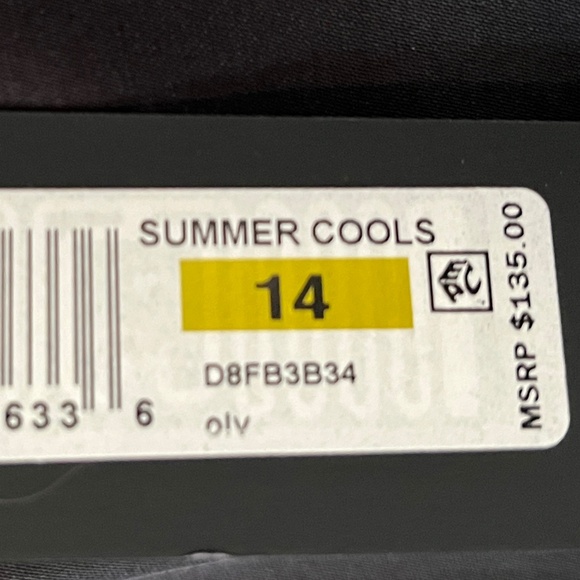 SUMMER COOLS
14
D8FB3B34
olv
633 6
MSRP $135.00